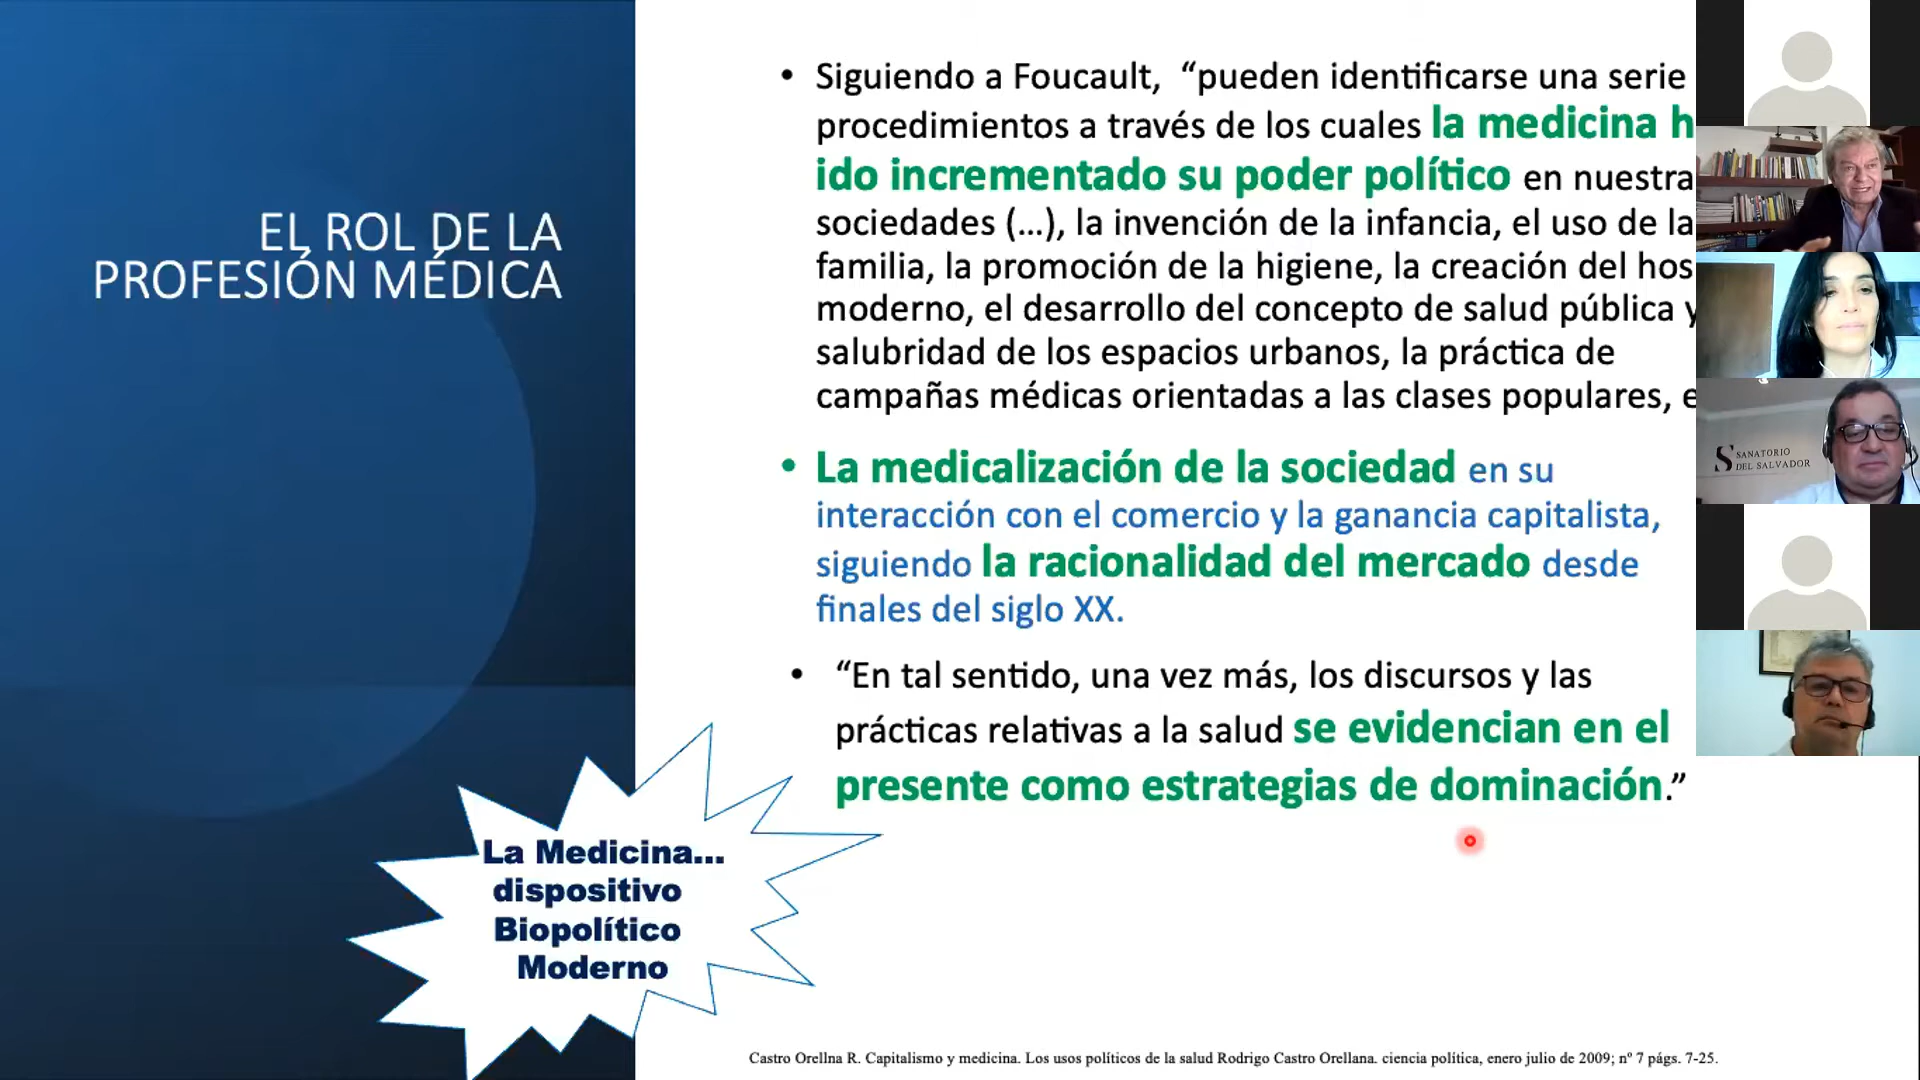 EL ROL DE LA
PROFESIÓN MÉDICA
• Siguiendo a Foucault, “pueden identificarse una serie
procedimientos a través de los cuales la medicina h
ido incrementado su poder político en nuestra
sociedades (...), la invención de la infancia, el uso de la
familia, la promoción de la higiene, la creación del hos
moderno, el desarrollo del concepto de salud pública y
salubridad de los espacios urbanos, la práctica de
campañas médicas orientadas a las clases populares, e
• La medicalización de la sociedad en su
interacción con el comercio y la ganancia capitalista,
siguiendo la racionalidad del mercado desde
finales del siglo XX.
• “En tal sentido, una vez más, los discursos y las
prácticas relativas a la salud se evidencian en el
presente como estrategias de dominación.”
La Medicina...
dispositivo
Biopolítico
Moderno
Castro Orellna R. Capitalismo y medicina. Los usos políticos de la salud Rodrigo Castro Orellana. ciencia política, enero julio de 2009; nº 7 págs. 7-25.
S SANATORIO
DEL SALVADOR